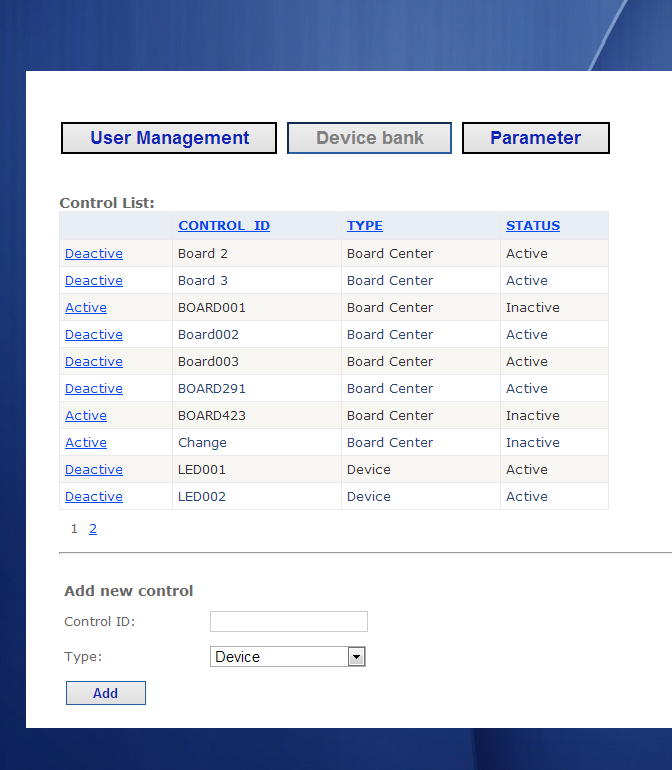 User Management Device bank Parameter
Control List:
CONTROL_ID TYPE STATUS
Deactive Board 2 Board Center Active
Deactive Board 3 Board Center Active
Active BOARD001 Board Center Inactive
Deactive Board002 Board Center Active
Deactive Board003 Board Center Active
Deactive BOARD291 Board Center Active
Active BOARD423 Board Center Inactive
Active Change Board Center Inactive
Deactive LED001 Device Active
Deactive LED002 Device Active
1 2
Add new control
Control ID:
Type: Device
Add